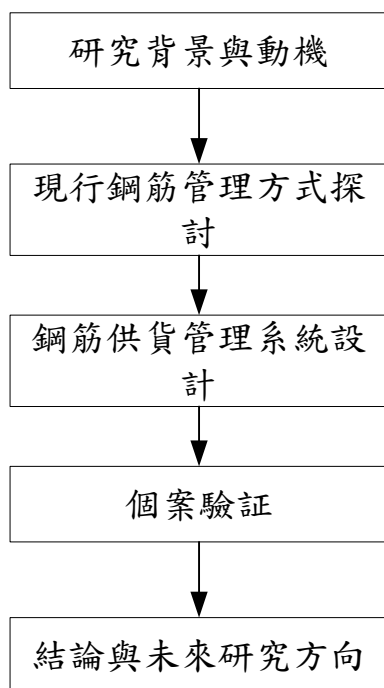 研究背景與動機
現行鋼筋管理方式探
討
鋼筋供貨管理系統設
計
個案驗証
結論與未來研究方向